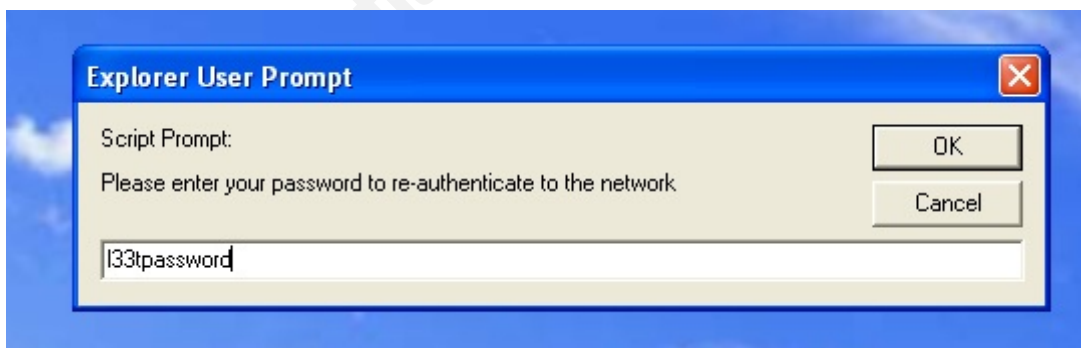 Explorer User Prompt
Script Prompt:
OK
Please enter your password to re-authenticate to the network
Cancel
l33tpassword